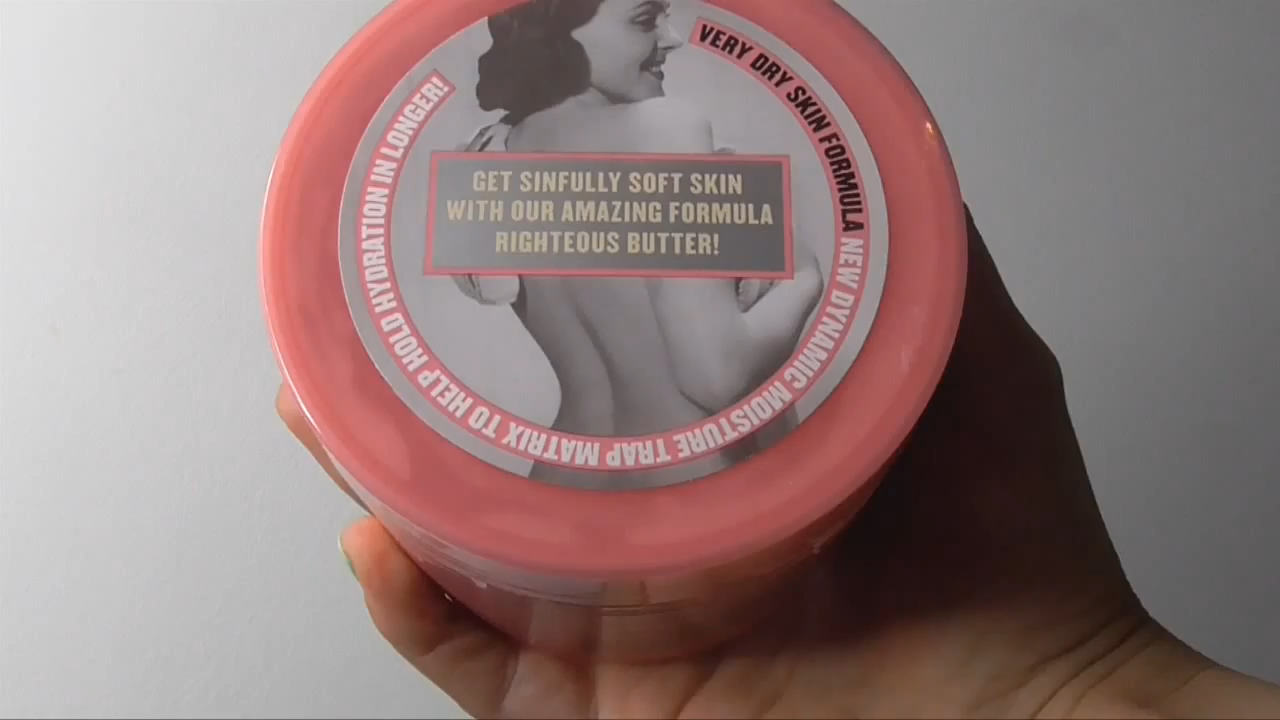 GET SINFULLY SOFT SKIN
WITH OUR AMAZING FORMULA
RIGHTEOUS BUTTER!
VERY DRY SKIN FORMULA NEW DYNAMIC MOISTURE TRAP MATRIX TO HELP HOLD HYDRATION IN LONGER!